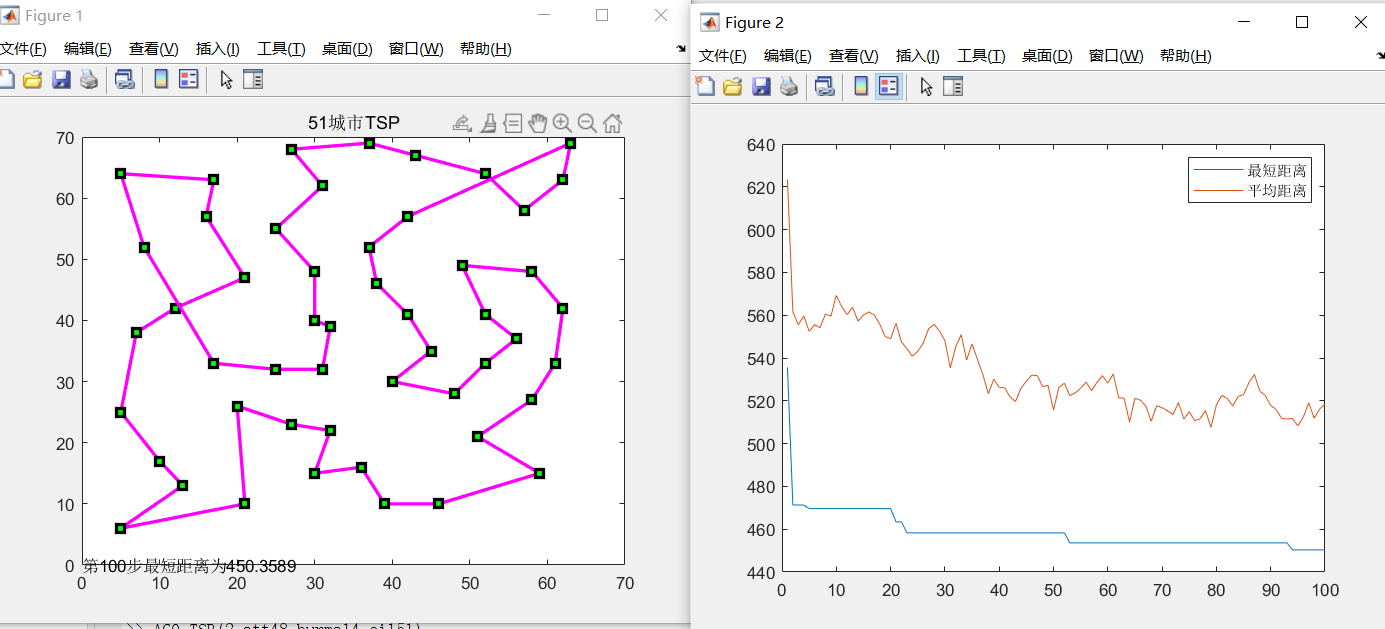 Figure 1
文件(F) 编辑(E) 查看(V) 插入(I) 工具(T) 桌面(D) 窗口(W) 帮助(H)
51城市TSP
70
60
50
40
30
20
10
0
第100步最短距离为450.3589
0 10 20 30 40 50 60 70
>> ACO_TSP(2,att48,burma14,eil51)
Figure 2
文件(F) 编辑(E) 查看(V) 插入(I) 工具(T) 桌面(D) 窗口(W) 帮助(H)
最短距离
平均距离
640
620
600
580
560
540
520
500
480
460
440
0 10 20 30 40 50 60 70 80 90 100